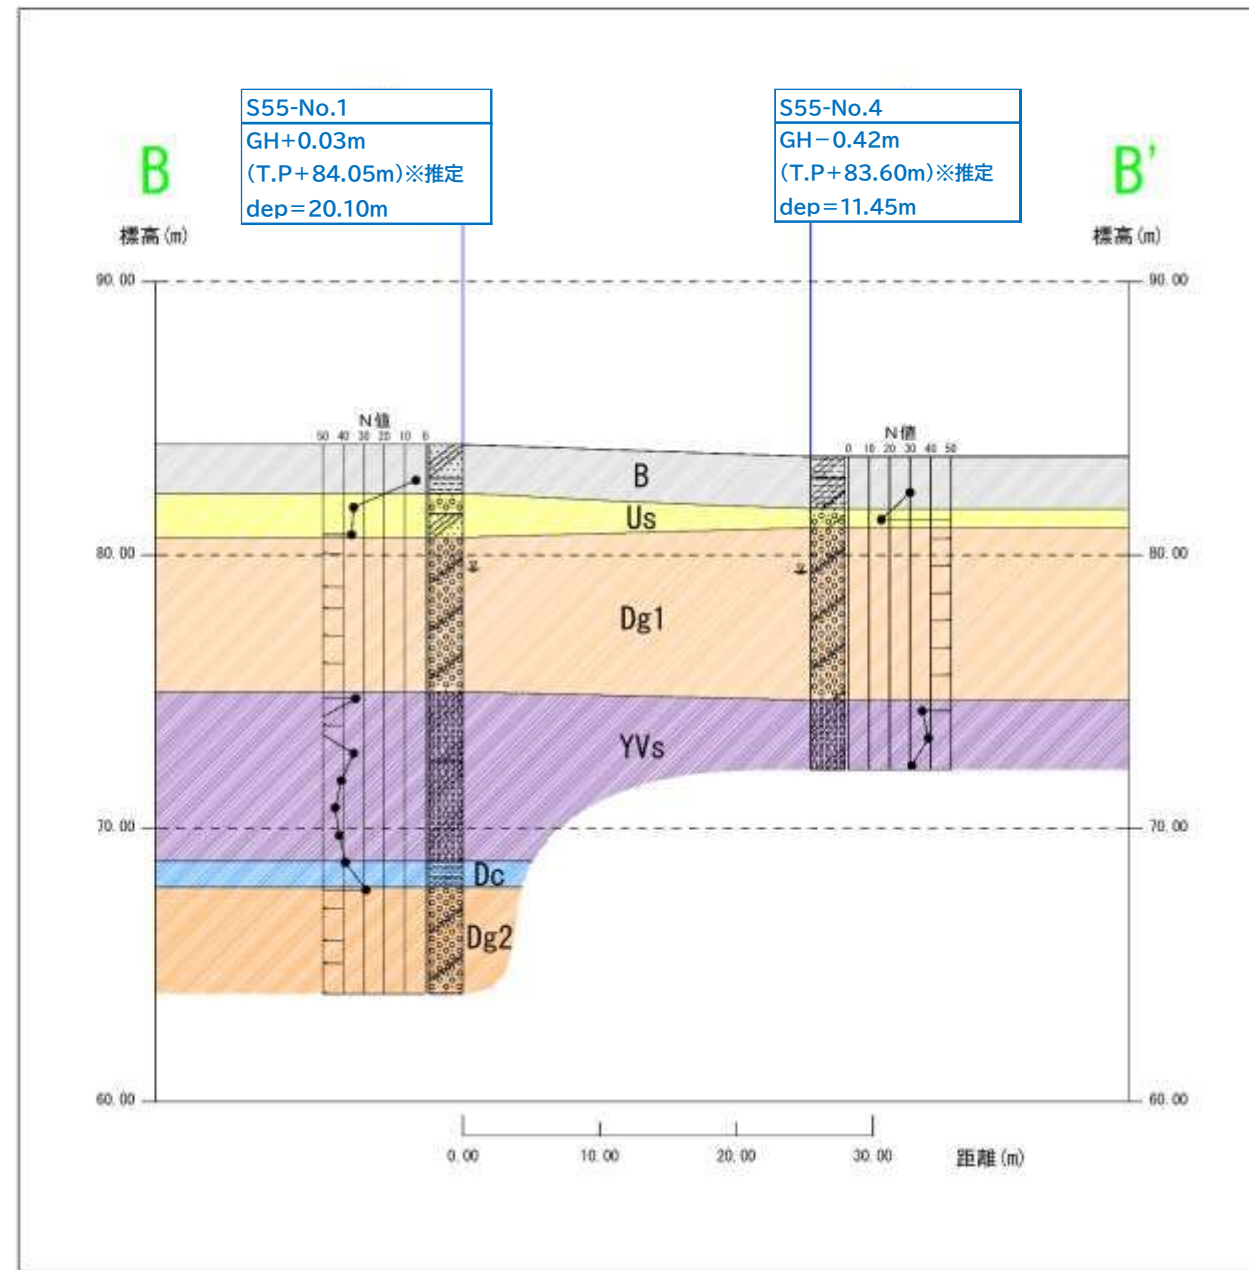 S55-No.1
GH+0.03m
(T.P+84.05m)※推定
dep=20.10m
S55-No.4
GH−0.42m
(T.P+83.60m)※推定
dep=11.45m
B
B'
標高(m)
標高(m)
90.00
90.00
N値
50 40 30 20 10 0
N値
0 10 20 30 40 50
B
Us
80.00
80.00
Dg1
YVs
70.00
70.00
Dc
Dg2
60.00
60.00
0.00 10.00 20.00 30.00 距離(m)